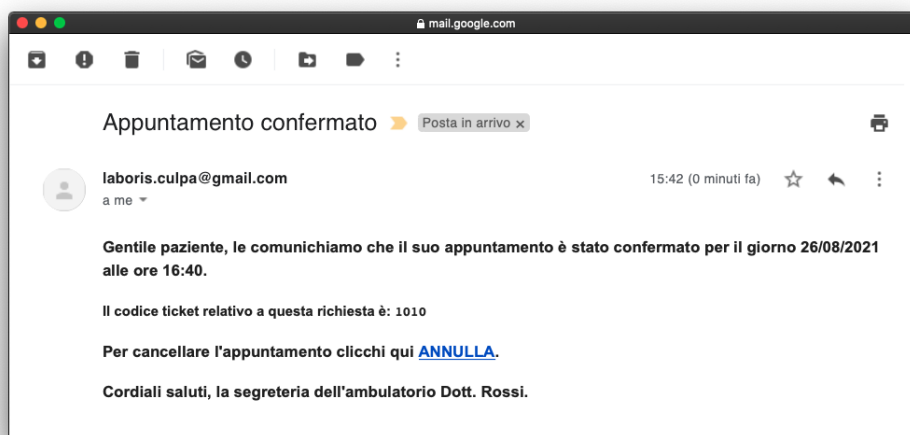 mail.google.com
Appuntamento confermato
Posta in arrivo x
laboris.culpa@gmail.com
15:42 (0 minuti fa)
a me
Gentile paziente, le comunichiamo che il suo appuntamento è stato confermato per il giorno 26/08/2021
alle ore 16:40.
Il codice ticket relativo a questa richiesta è: 1010
Per cancellare l'appuntamento clicchi qui ANNULLA.
Cordiali saluti, la segreteria dell'ambulatorio Dott. Rossi.